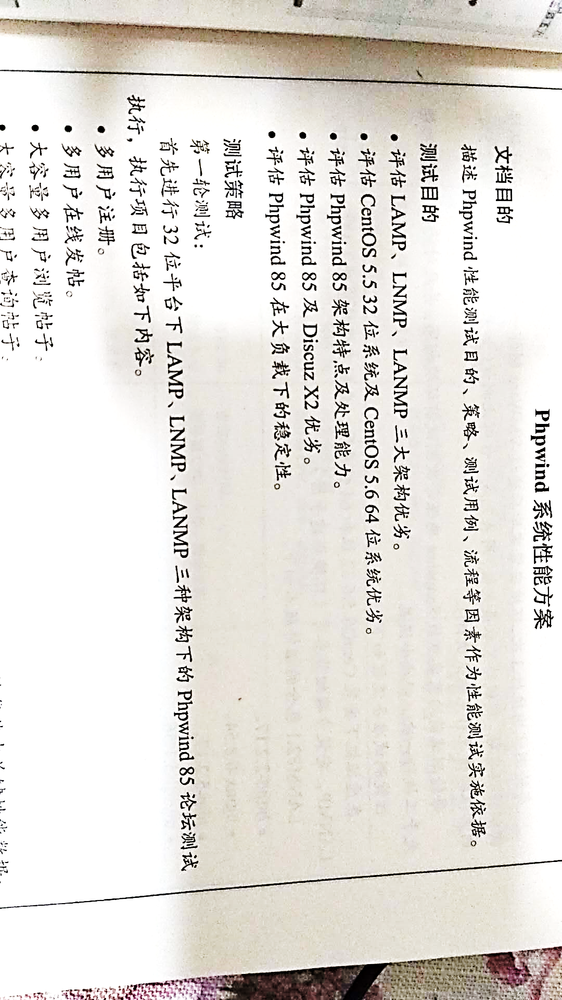 Phpwind 系统性能方案
文档目的
描述 Phpwind 性能测试目的、策略、测试用例、流程等因素作为性能测试实施依据。
测试目的
• 评估 LAMP、LNMP、LANMP 三大架构优劣。
• 评估 CentOS 5.5 32 位系统及 CentOS 5.6 64 位系统优劣。
• 评估 Phpwind 85 架构特点及处理能力。
• 评估 Phpwind 85 及 Discuz X2 优劣。
• 评估 Phpwind 85 在大负载下的稳定性。
测试策略
第一轮测试：
首先进行 32 位平台下 LAMP、LNMP、LANMP 三种架构下的 Phpwind 85 论坛测试
执行，执行项目包括如下内容。
• 多用户注册。
• 多用户在线发帖。
• 大容量多用户浏览帖子。
• 大容量多用户查询帖子。